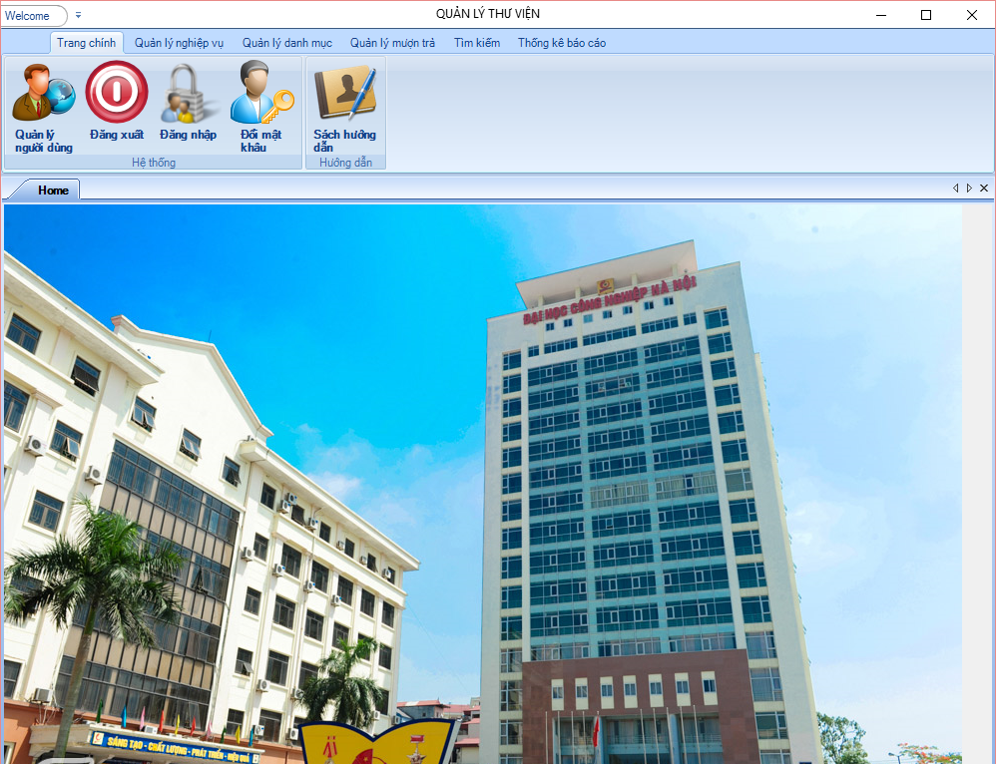 Welcome
QUẢN LÝ THƯ VIỆN
Trang chính Quản lý nghiệp vụ Quản lý danh mục Quản lý mượn trả Tìm kiếm Thống kê báo cáo
Quản lý
người dùng
Đăng xuất
Đăng nhập
Đổi mật
khẩu
Sách hướng
dẫn
Hệ thống
Hướng dẫn
Home
ĐẠI HỌC CÔNG NGHIỆP HÀ NỘI
SÁNG TẠO - CHẤT LƯỢNG - PHÁT TRIỂN - HIỆU QUẢ